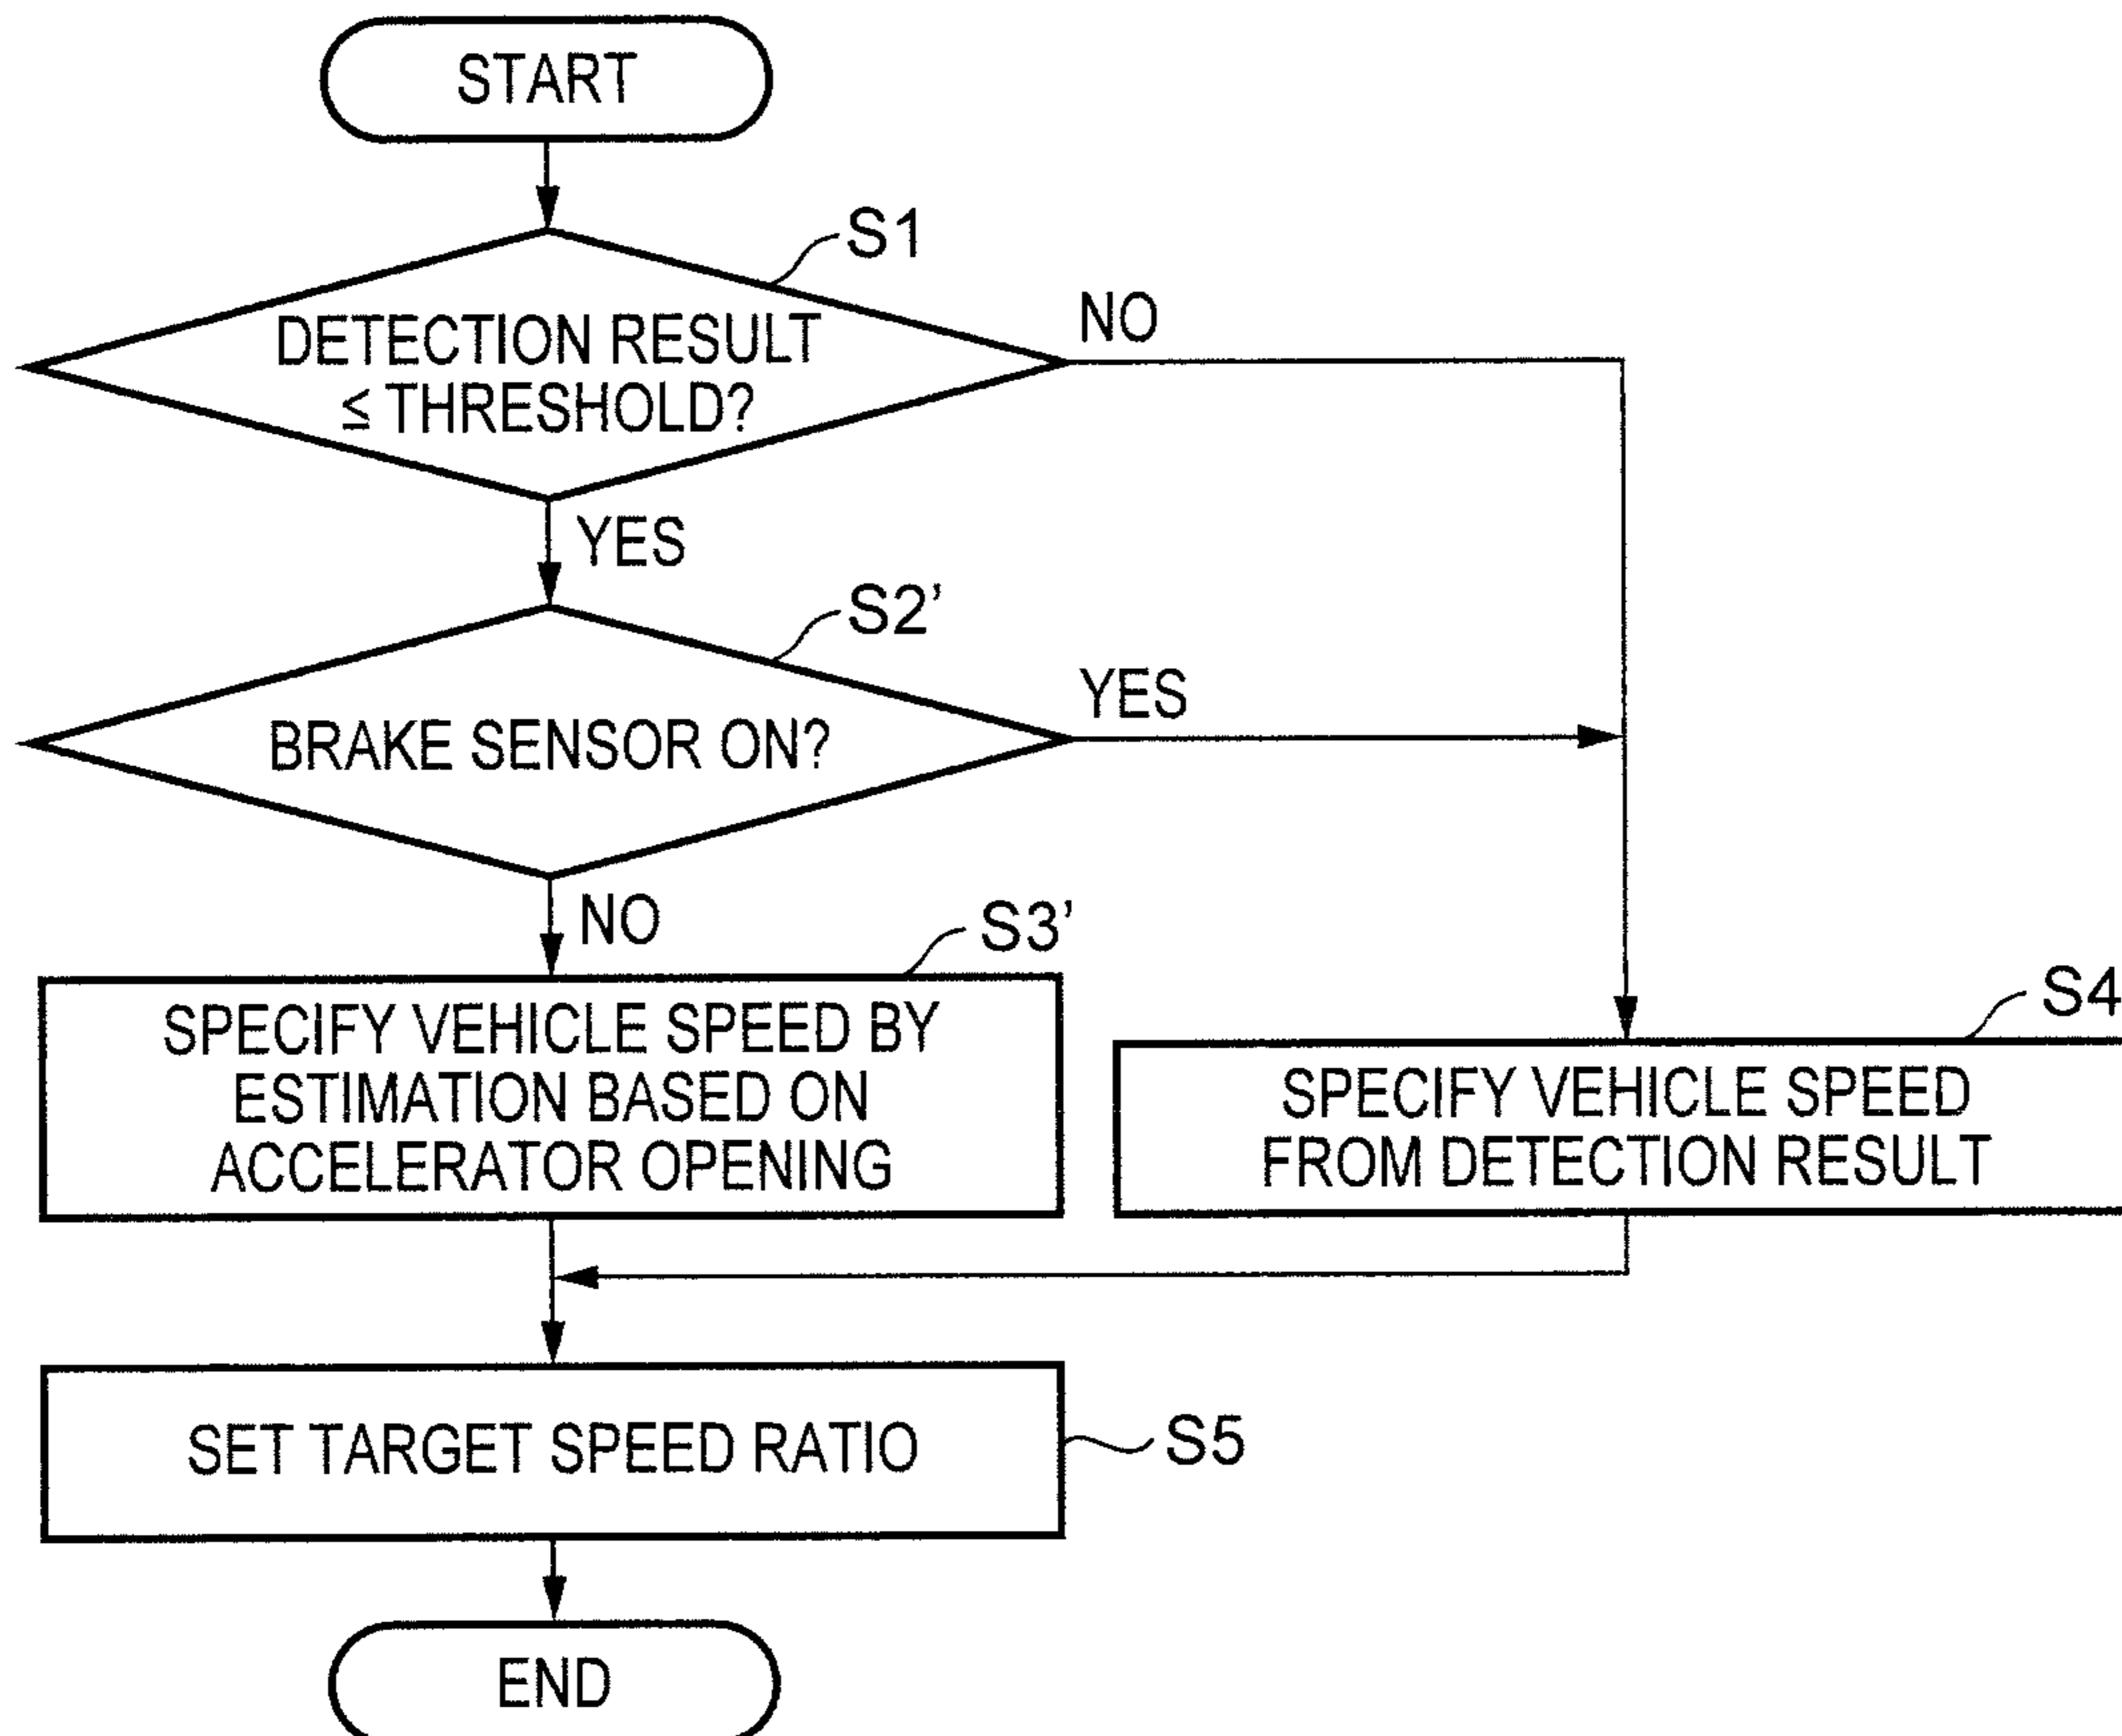 START
S1
DETECTION RESULT
≤ THRESHOLD?
NO
YES
S2’
BRAKE SENSOR ON?
YES
NO
S3’
SPECIFY VEHICLE SPEED BY
ESTIMATION BASED ON
ACCELERATOR OPENING
S4
SPECIFY VEHICLE SPEED
FROM DETECTION RESULT
SET TARGET SPEED RATIO
S5
END